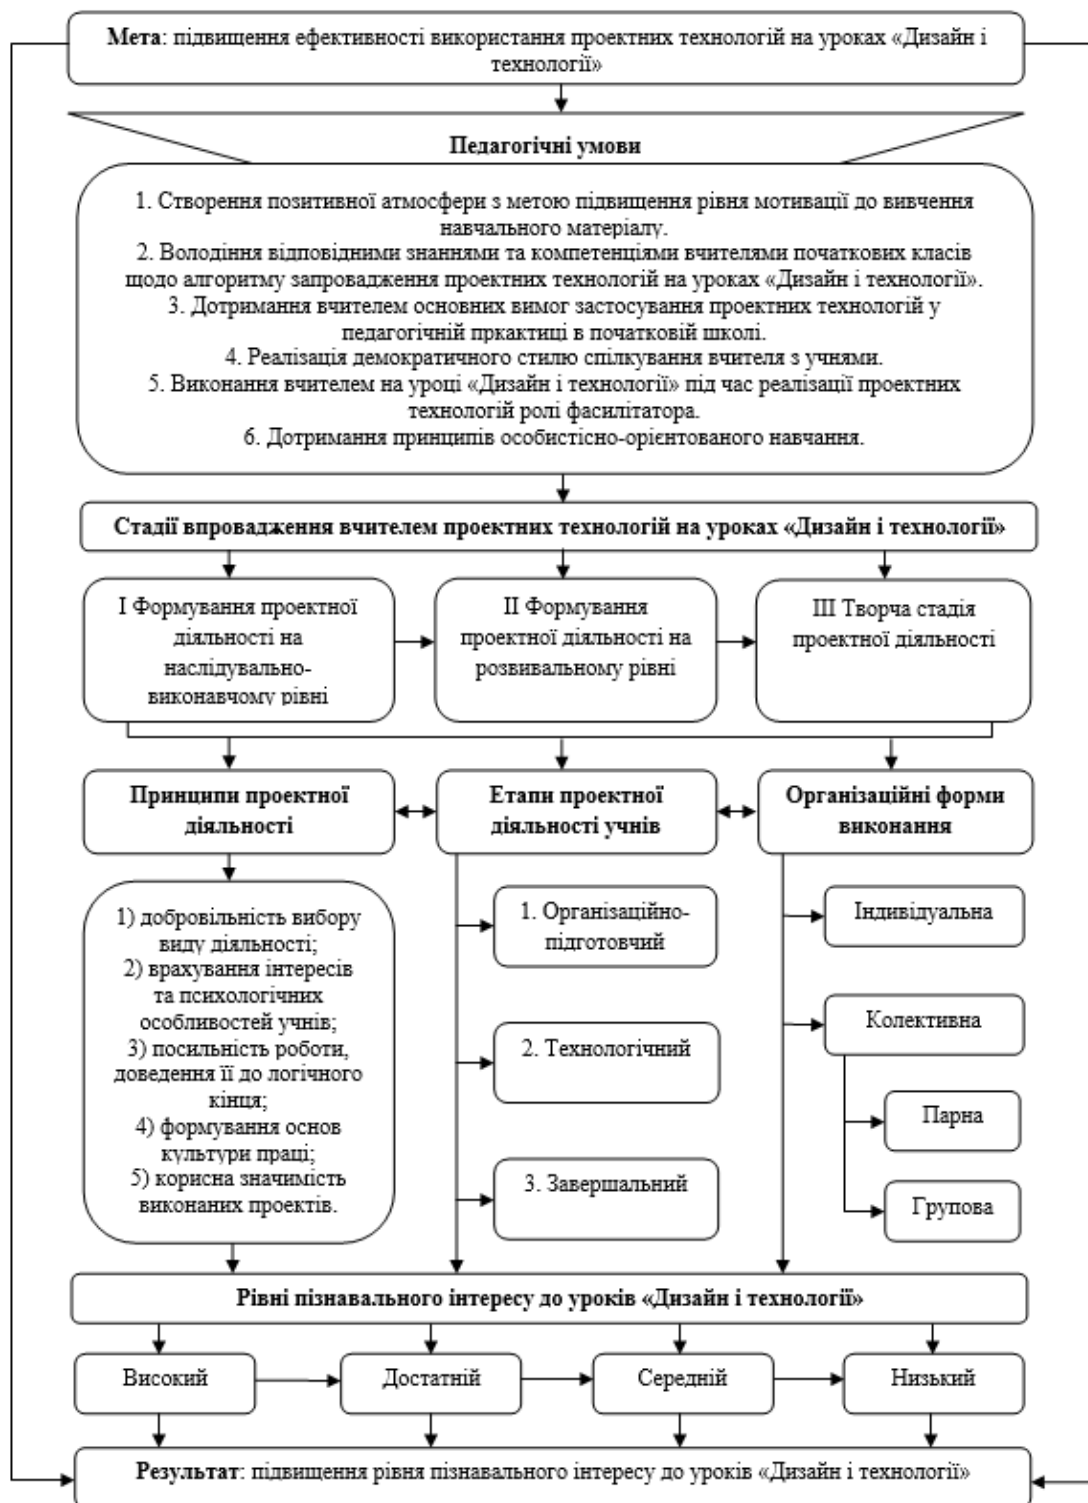 Мета: підвищення ефективності використання проектних технологій на уроках «Дизайн і
технології»
Педагогічні умови
1. Створення позитивної атмосфери з метою підвищення рівня мотивації до вивчення
навчального матеріалу.
2. Володіння відповідними знаннями та компетенціями вчителями початкових класів
щодо алгоритму запровадження проектних технологій на уроках «Дизайн і технології».
3. Дотримання вчителем основних вимог застосування проектних технологій у
педагогічній пркактиці в початковій школі.
4. Реалізація демократичного стилю спілкування вчителя з учнями.
5. Виконання вчителем на уроці «Дизайн і технології» під час реалізації проектних
технологій ролі фасилітатора.
6. Дотримання принципів особистісно-орієнтованого навчання.
Стадії впровадження вчителем проектних технологій на уроках «Дизайн і технології»
І Формування проектної
діяльності на
наслідувально-
виконавчому рівні
ІІ Формування
проектної діяльності на
розвивальному рівні
ІІІ Творча стадія
проектної діяльності
Принципи проектної
діяльності
Етапи проектної
діяльності учнів
Організаційні форми
виконання
1) добровільність вибору
виду діяльності;
2) врахування інтересів
та психологічних
особливостей учнів;
3) посильність роботи,
доведення її до логічного
кінця;
4) формування основ
культури праці;
5) корисна значимість
виконаних проектів.
1. Організаційно-
підготовчий
2. Технологічний
3. Завершальний
Індивідуальна
Колективна
Парна
Групова
Рівні пізнавального інтересу до уроків «Дизайн і технології»
Високий
Достатній
Середній
Низький
Результат: підвищення рівня пізнавального інтересу до уроків «Дизайн і технології»